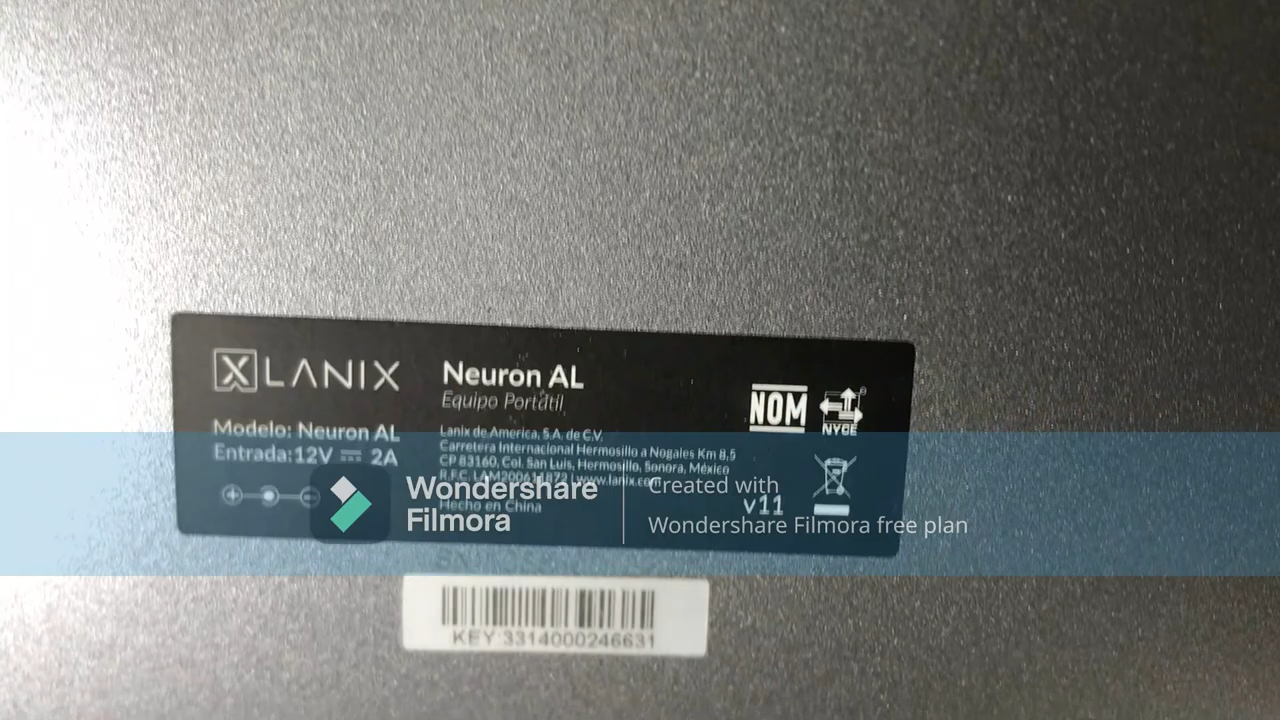 LANIX
Modelo: Neuron AL
Entrada:12V 2A
Neuron AL
Equipo Portátil
Lanix de America, S.A. de C.V.
Carretera Internacional Hermosillo a Nogales Km 8,5
CP 83160, Col. San Luis, Hermosillo, Sonora, México
R.F.C. | www.lanix.com
Hecho en China
NOM
NYCE
v11
Wondershare
Filmora
Created with
Wondershare Filmora free plan
KEY:3314000246631